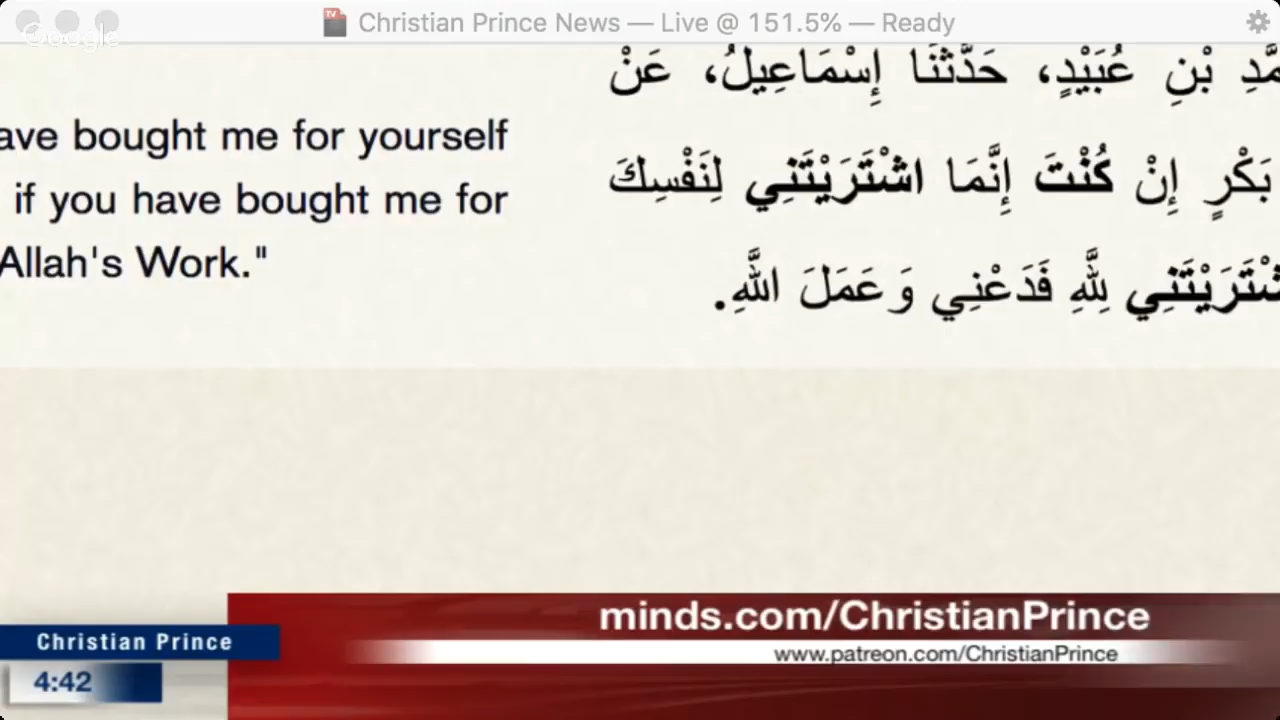 Christian Prince News — Live @ 151.5% — Ready
Google
ave bought me for yourself
if you have bought me for
Allah's Work."
مَّدِ بْنِ عُبَيْدٍ، حَدَّثَنَا إِسْمَاعِيلُ، عَنْ
بَكْرٍ إِنْ كُنْتَ إِنَّمَا اشْتَرَيْتَنِي لِنَفْسِكَ
شْتَرَيْتَنِي لِلَّهِ فَدَعْنِي وَعَمَلَ اللَّهِ.
minds.com/ChristianPrince
www.patreon.com/ChristianPrince
Christian Prince
4:42